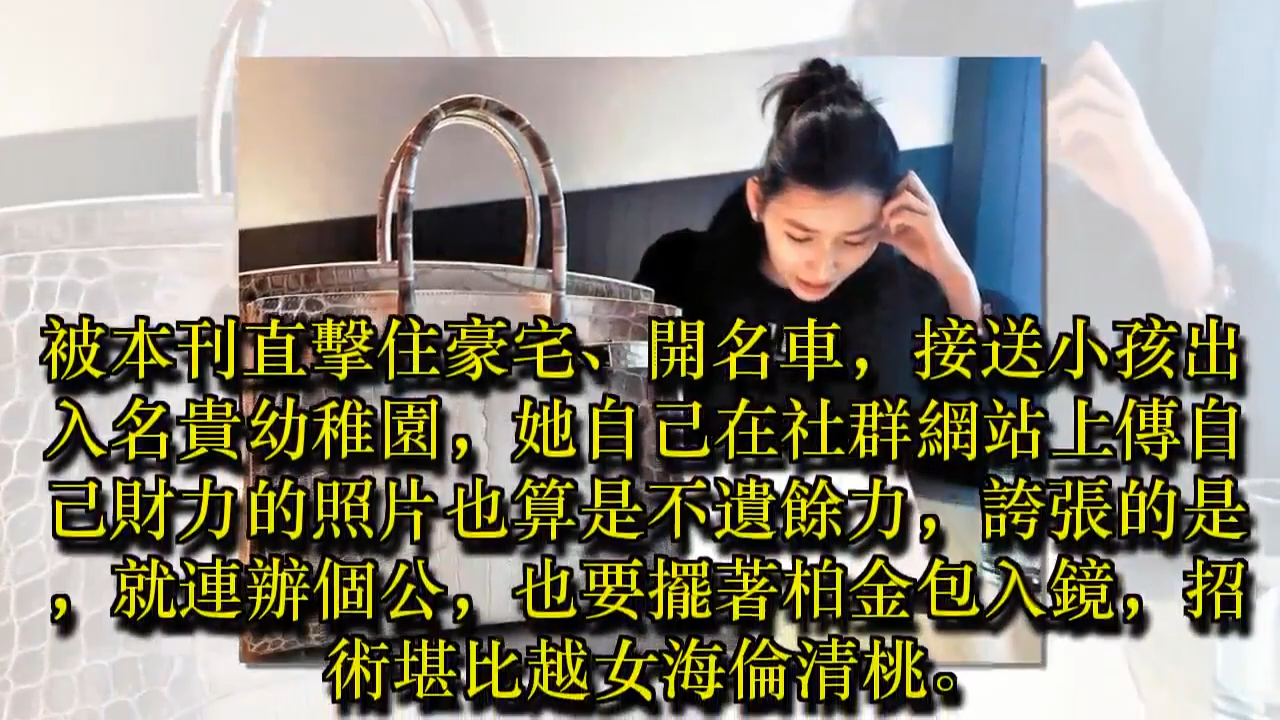 被本刊直擊住豪宅、開名車，接送小孩出
入名貴幼稚園，她自己在社群網站上傳自
己財力的照片也算是不遺餘力，誇張的是
，就連辦個公，也要擺著柏金包入鏡，招
術堪比越女海倫清桃。